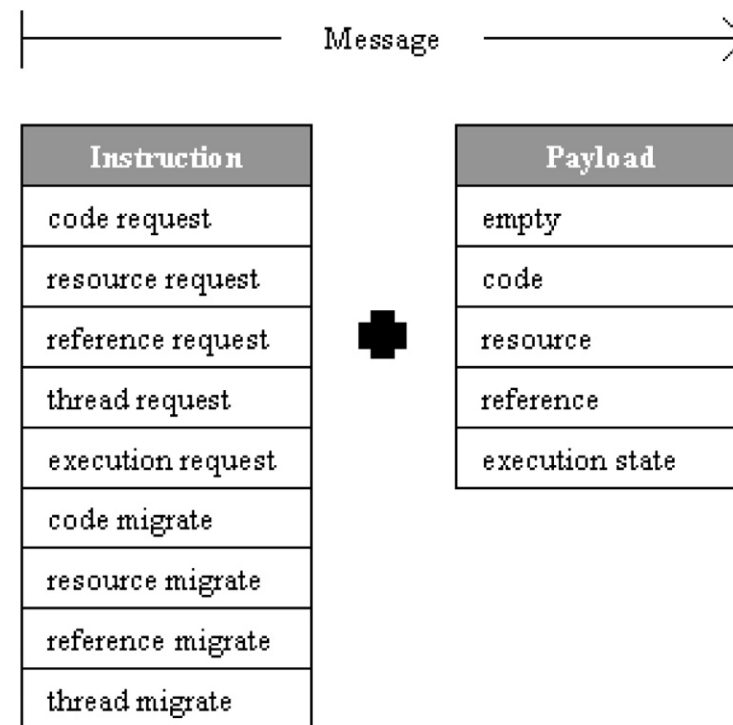 Message
Instruction
code request
resource request
reference request
thread request
execution request
code migrate
resource migrate
reference migrate
thread migrate
Payload
empty
code
resource
reference
execution state